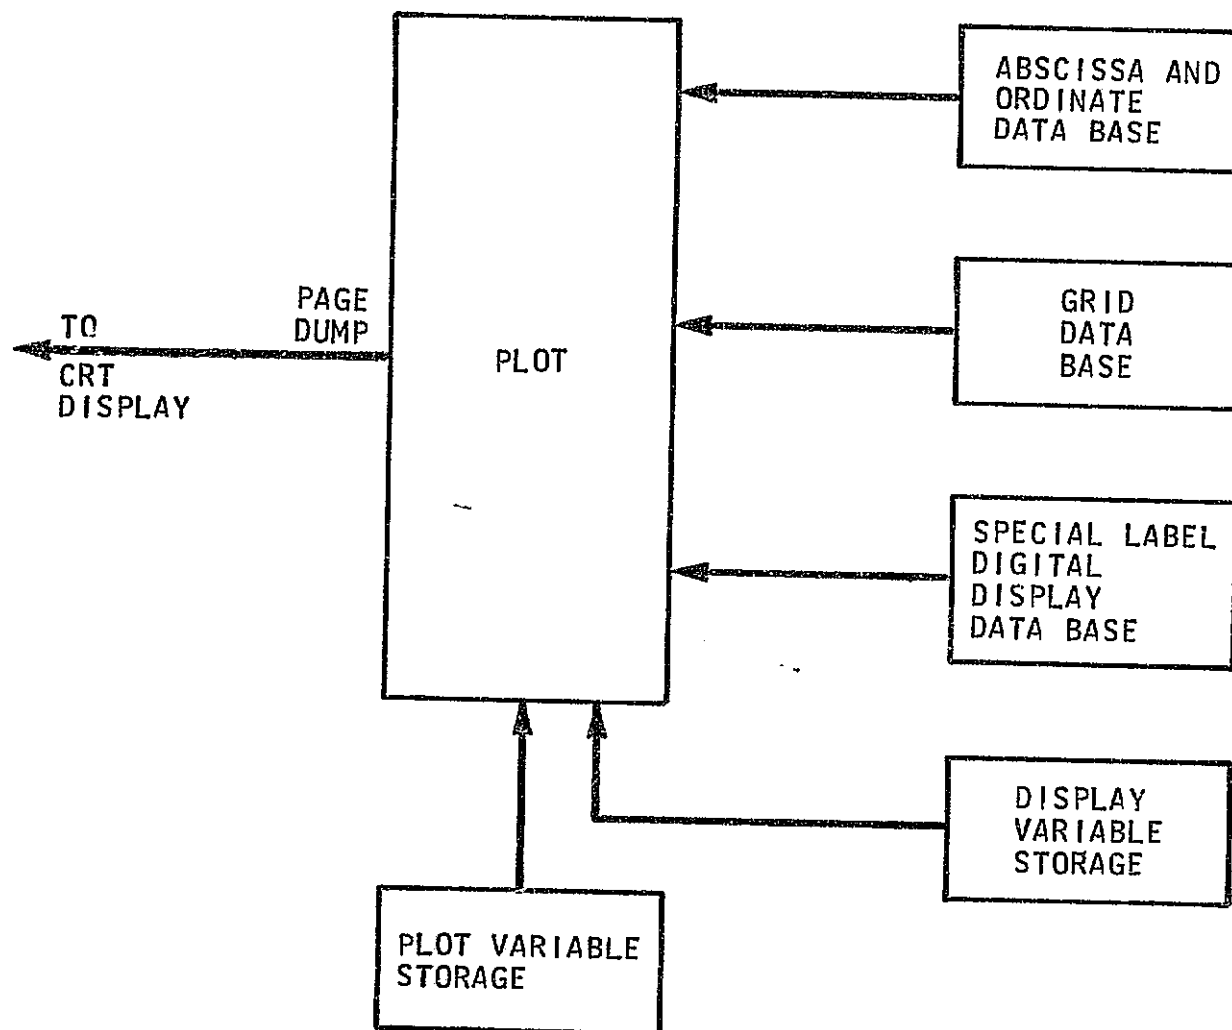 ABSCISSA AND
ORDINATE
DATA BASE
PAGE
DUMP
TO
CRT
DISPLAY
PLOT
GRID
DATA
BASE
SPECIAL LABEL
DIGITAL
DISPLAY
DATA BASE
DISPLAY
VARIABLE
STORAGE
PLOT VARIABLE
STORAGE